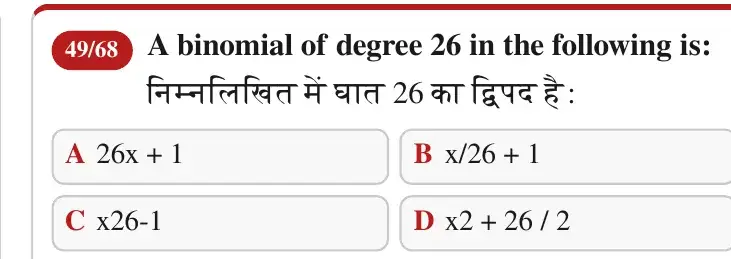 49/68 A binomial of degree 26 in the following is:
निम्नलिखित में घात 26 का द्विपद है :
A 26x + 1
B x/26 + 1
C x26-1
D x2 + 26 / 2